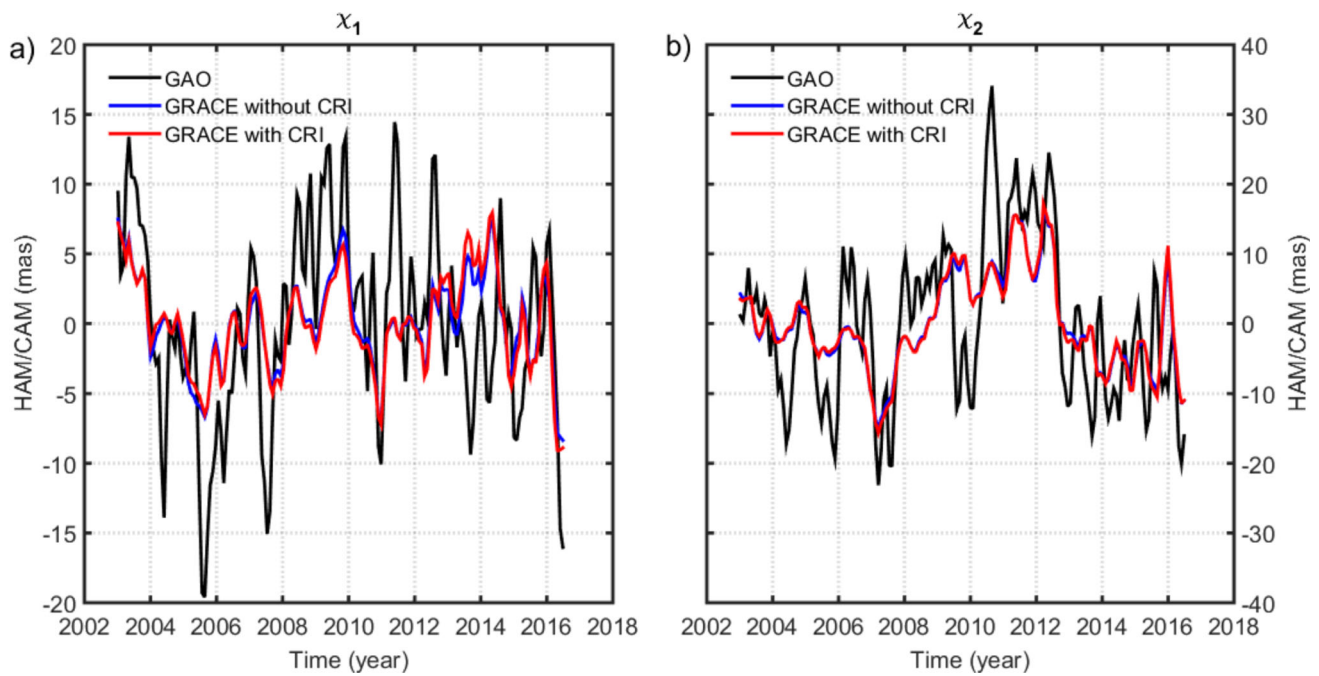 a)
χ1
HAM/CAM (mas)
20
15
10
5
0
-5
-10
-15
-20
GAO
GRACE without CRI
GRACE with CRI
2002 2004 2006 2008 2010 2012 2014 2016 2018
Time (year)
b)
χ2
GAO
GRACE without CRI
GRACE with CRI
40
30
20
10
0
-10
-20
-30
-40
HAM/CAM (mas)
2002 2004 2006 2008 2010 2012 2014 2016 2018
Time (year)